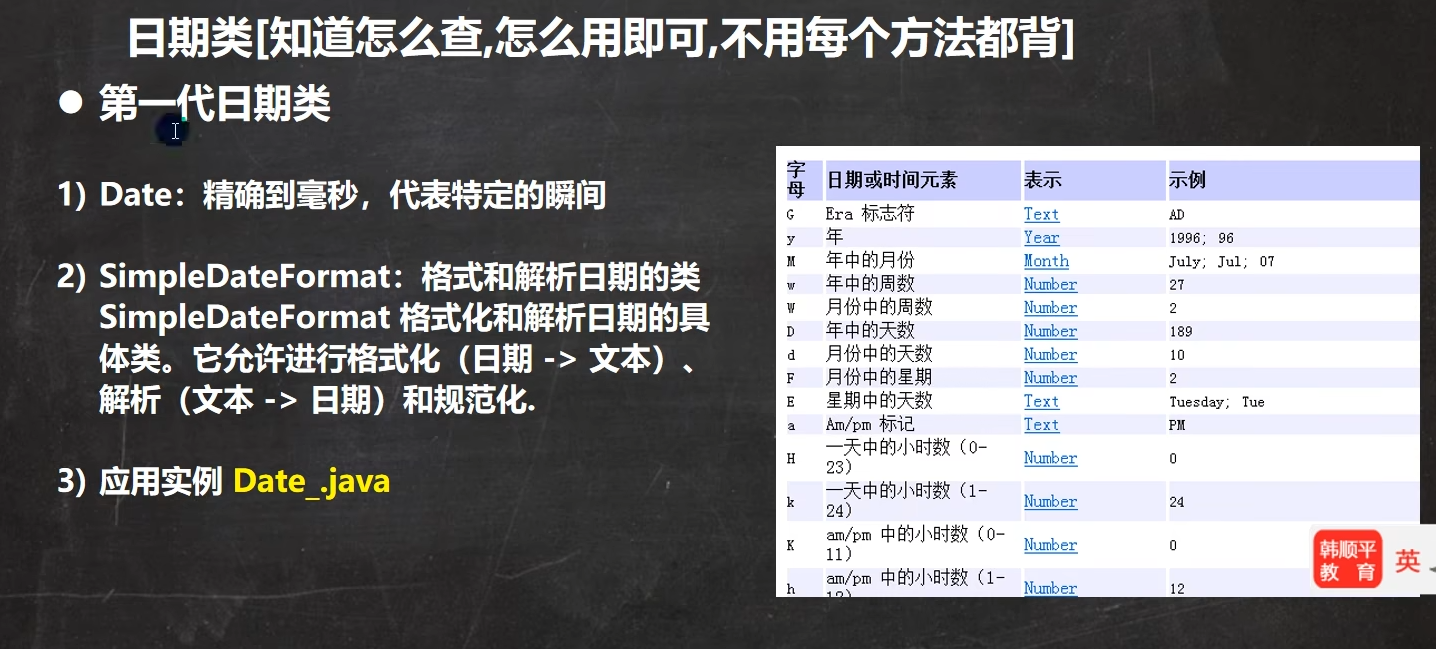 日期类[知道怎么查,怎么用即可,不用每个方法都背]
● 第一代日期类
1) Date：精确到毫秒，代表特定的瞬间
2) SimpleDateFormat：格式和解析日期的类
SimpleDateFormat 格式化和解析日期的具
体类。它允许进行格式化（日期 -> 文本）、
解析（文本 -> 日期）和规范化.
3) 应用实例 Date_.java
字母 日期或时间元素 表示 示例
G Era 标志符 Text AD
y 年 Year 1996; 96
M 年中的月份 Month July; Jul; 07
w 年中的周数 Number 27
W 月份中的周数 Number 2
D 年中的天数 Number 189
d 月份中的天数 Number 10
F 月份中的星期 Number 2
E 星期中的天数 Text Tuesday; Tue
a Am/pm 标记 Text PM
H 一天中的小时数（0-23） Number 0
k 一天中的小时数（1-24） Number 24
K am/pm 中的小时数（0-11） Number 0
h am/pm 中的小时数（1-12） Number 12
韩顺平
教 育
英